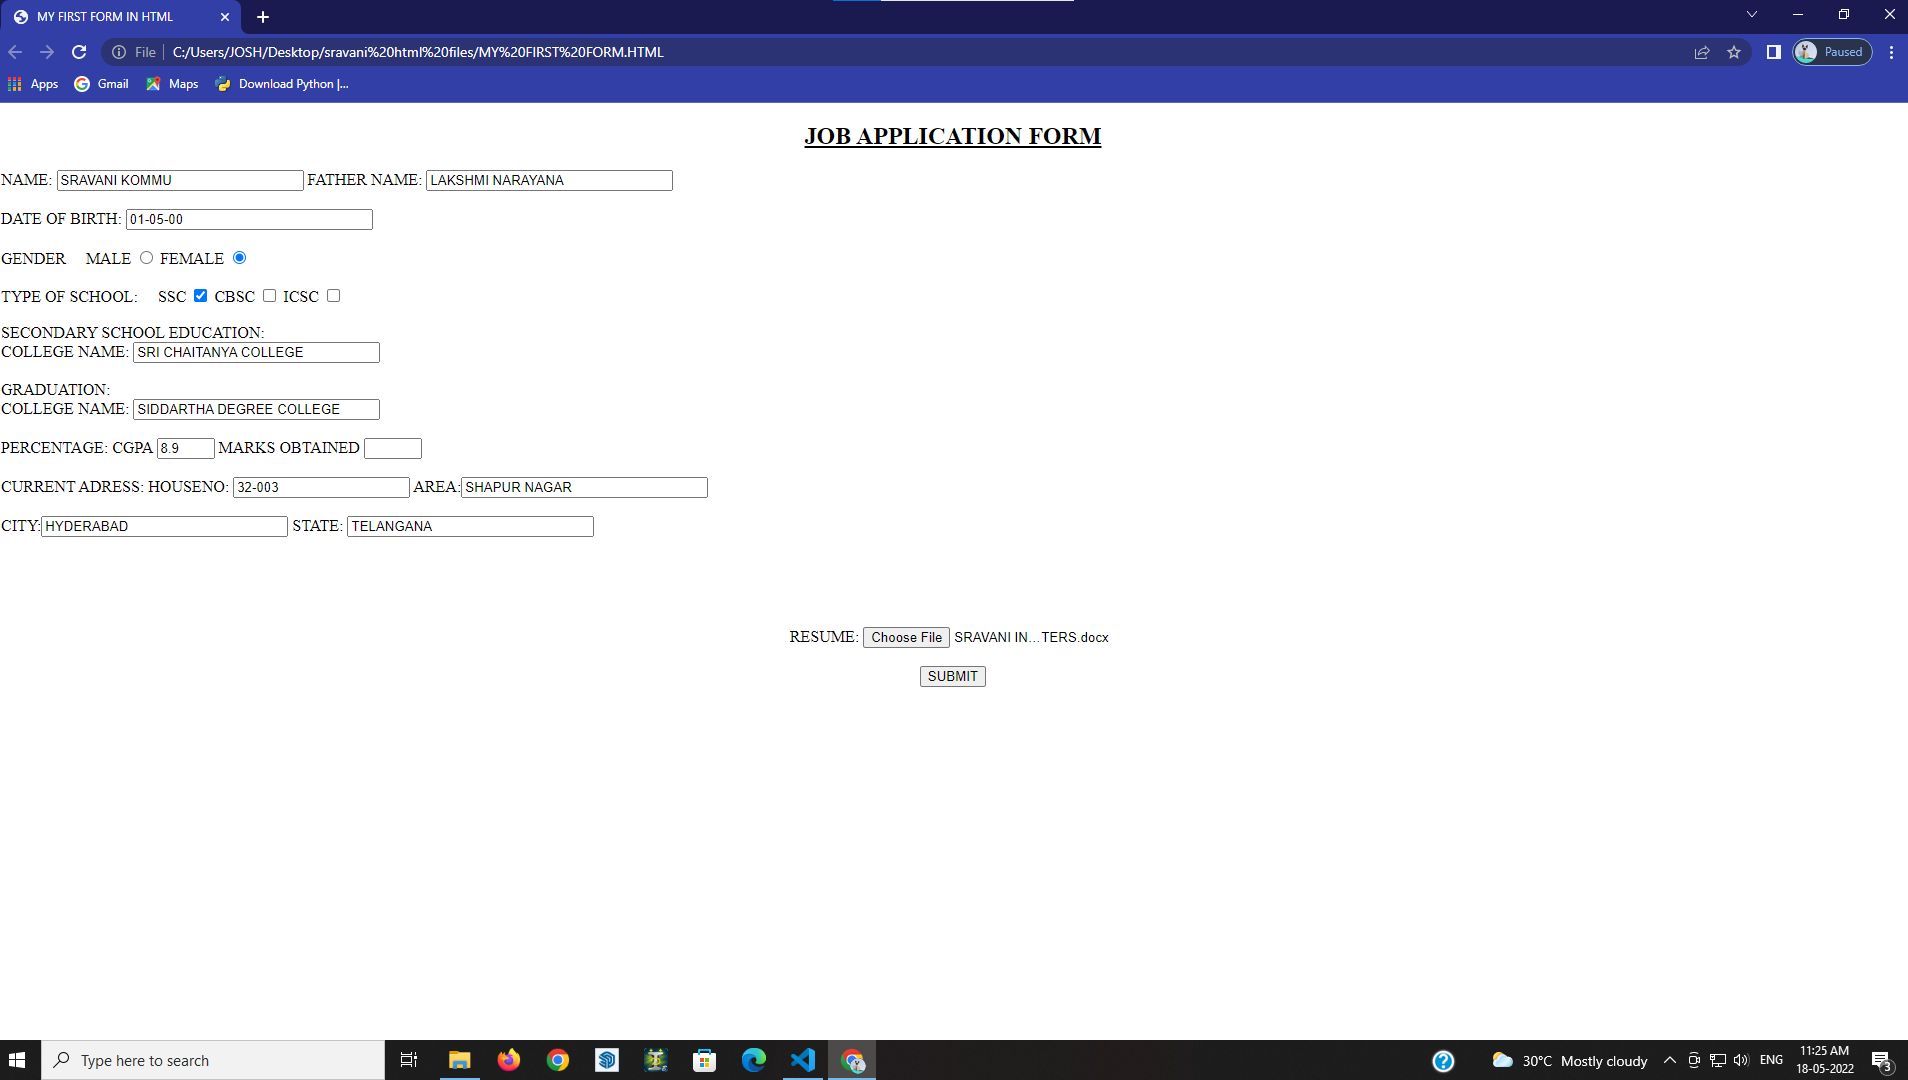 MY FIRST FORM IN HTML
File C:/Users/JOSH/Desktop/sravani%20html%20files/MY%20FIRST%20FORM.HTML Paused
Apps Gmail Maps Download Python |...
JOB APPLICATION FORM
NAME: SRAVANI KOMMU FATHER NAME: LAKSHMI NARAYANA
DATE OF BIRTH: 01-05-00
GENDER MALE FEMALE
TYPE OF SCHOOL: SSC CBSC ICSC
SECONDARY SCHOOL EDUCATION:
COLLEGE NAME: SRI CHAITANYA COLLEGE
GRADUATION:
COLLEGE NAME: SIDDARTHA DEGREE COLLEGE
PERCENTAGE: CGPA 8.9 MARKS OBTAINED
CURRENT ADRESS: HOUSENO: 32-003 AREA:SHAPUR NAGAR
CITY:HYDERABAD STATE: TELANGANA
RESUME: Choose File SRAVANI IN...TERS.docx
SUBMIT
Type here to search 30°C Mostly cloudy ENG 11:25 AM
18-05-2022 3